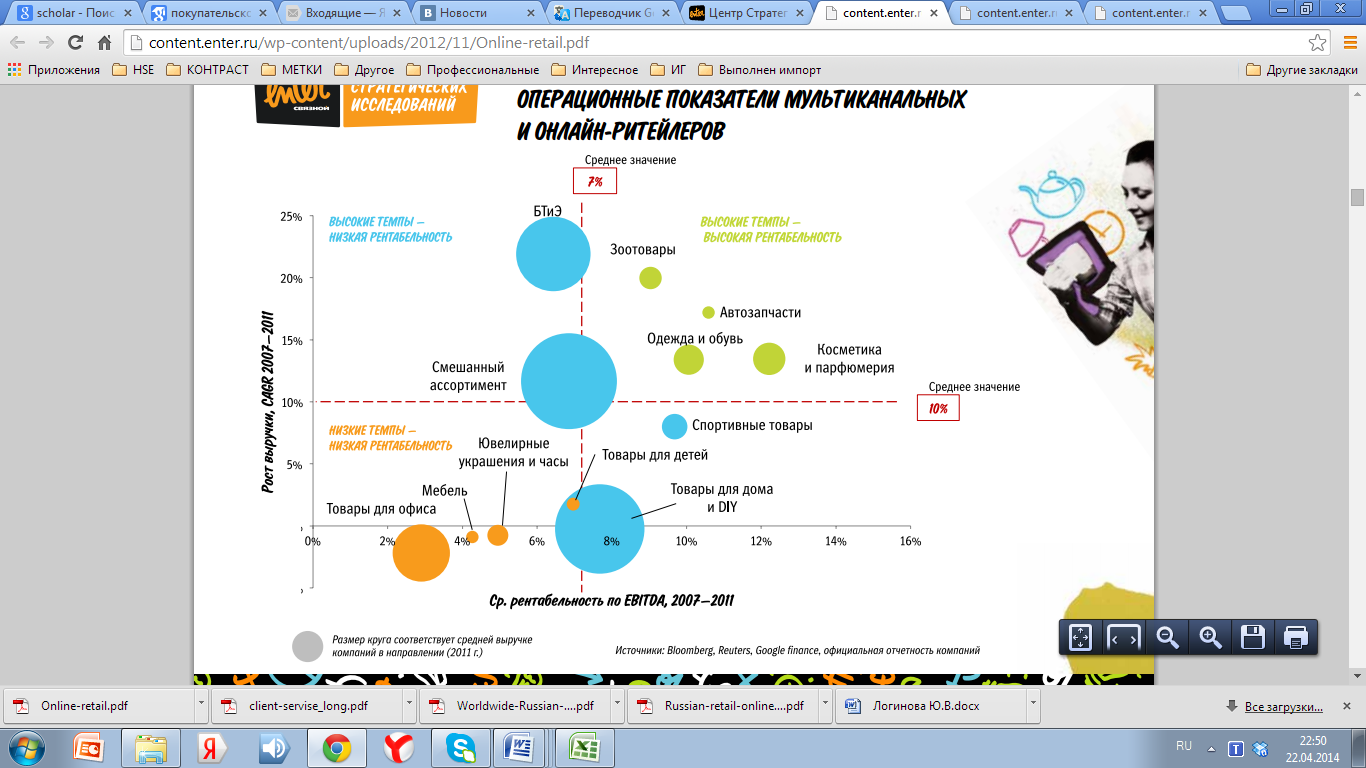 scholar - Поис
покупательско
Входящие — Я
Новости
Переводчик G
Центр Стратег
content.enter.r
content.enter.r
content.enter.r
content.enter.ru/wp-content/uploads/2012/11/Online-retail.pdf
Приложения
HSE
КОНТРАСТ
МЕТКИ
Другое
Профессиональные
Интересное
ИГ
Выполнен импорт
Другие закладки
enter
СВЯЗНОЙ
СТРАТЕГИЧЕСКИХ
ИССЛЕДОВАНИЙ
ОПЕРАЦИОННЫЕ ПОКАЗАТЕЛИ МУЛЬТИКАНАЛЬНЫХ
И ОНЛАЙН-РИТЕЙЛЕРОВ
Среднее значение
7%
25%
20%
15%
10%
5%
Рост выручки, CAGR 2007–2011
ВЫСОКИЕ ТЕМПЫ –
НИЗКАЯ РЕНТАБЕЛЬНОСТЬ
ВЫСОКИЕ ТЕМПЫ –
ВЫСОКАЯ РЕНТАБЕЛЬНОСТЬ
БТиЭ
Зоотовары
Автозапчасти
Одежда и обувь
Косметика
и парфюмерия
Смешанный
ассортимент
Среднее значение
10%
НИЗКИЕ ТЕМПЫ –
НИЗКАЯ РЕНТАБЕЛЬНОСТЬ
Спортивные товары
Ювелирные
украшения и часы
Товары для детей
Мебель
Товары для дома
и DIY
Товары для офиса
0%
2%
4%
6%
8%
10%
12%
14%
16%
Ср. рентабельность по EBITDA, 2007–2011
Размер круга соответствует средней выручке
компаний в направлении (2011 г.)
Источники: Bloomberg, Reuters, Google finance, официальная отчетность компаний
Online-retail.pdf
client-servise_long.pdf
Worldwide-Russian-....pdf
Russian-retail-online....pdf
Логинова Ю.В.docx
Все загрузки...
RU
22:50
22.04.2014